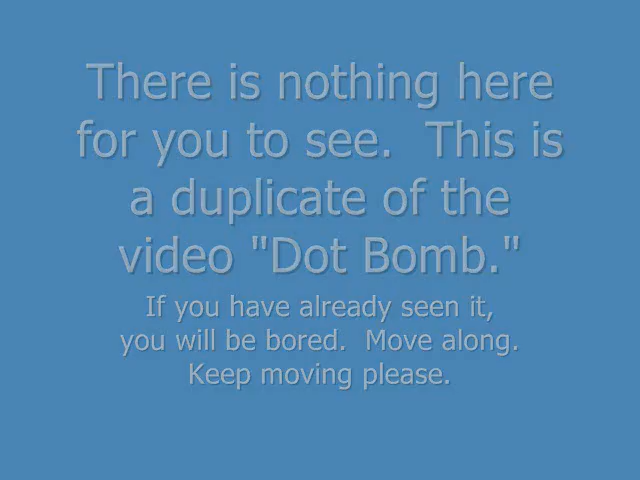 There is nothing here
for you to see.  This is
a duplicate of the
video "Dot Bomb."
If you have already seen it,
you will be bored.  Move along.
Keep moving please.